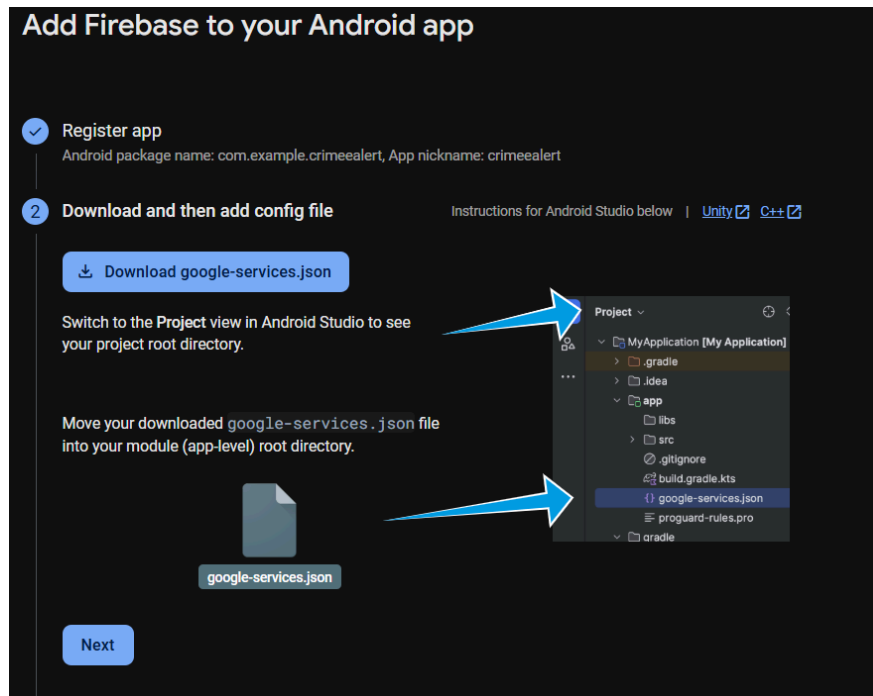 Add Firebase to your Android app
Register app
Android package name: com.example.crimeealert, App nickname: crimeealert
2
Download and then add config file
Instructions for Android Studio below | Unity C++
Download google-services.json
Switch to the Project view in Android Studio to see
your project root directory.
Project
MyApplication [My Application]
.gradle
.idea
app
libs
src
.gitignore
build.gradle.kts
google-services.json
proguard-rules.pro
gradle
Move your downloaded google-services.json file
into your module (app-level) root directory.
google-services.json
Next